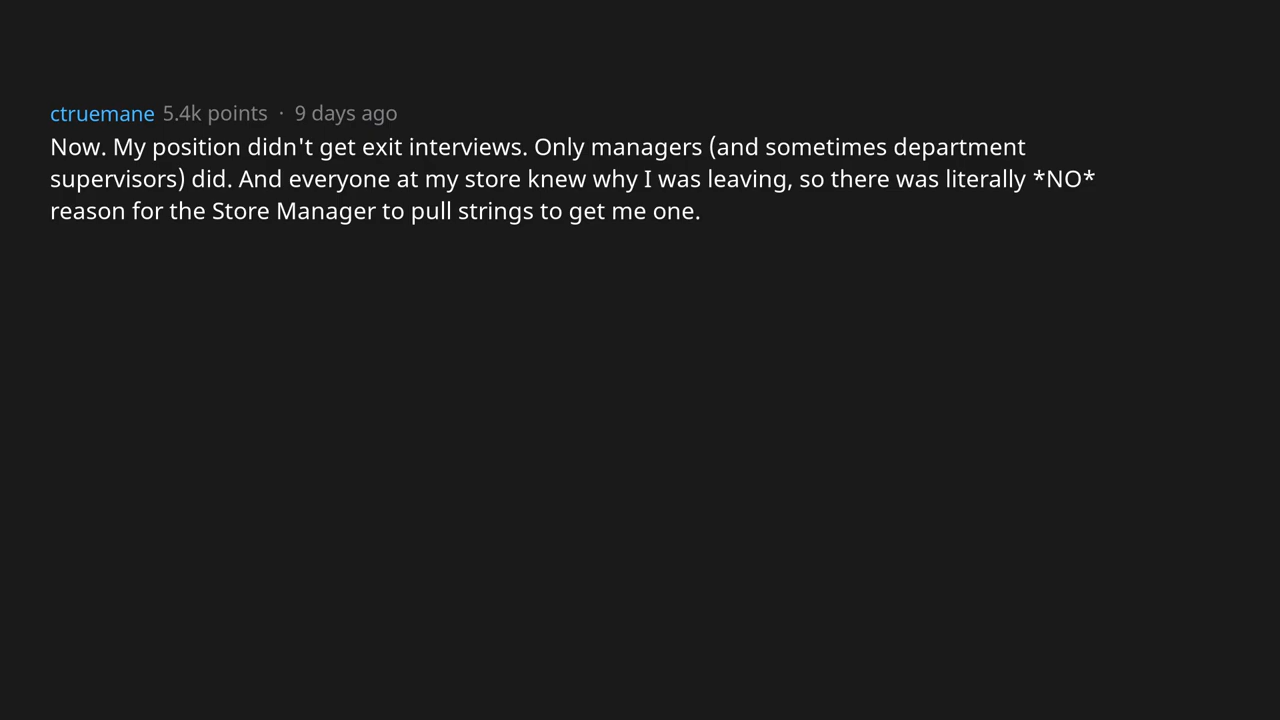 ctruemane 5.4k points · 9 days ago
Now. My position didn't get exit interviews. Only managers (and sometimes department
supervisors) did. And everyone at my store knew why I was leaving, so there was literally *NO*
reason for the Store Manager to pull strings to get me one.